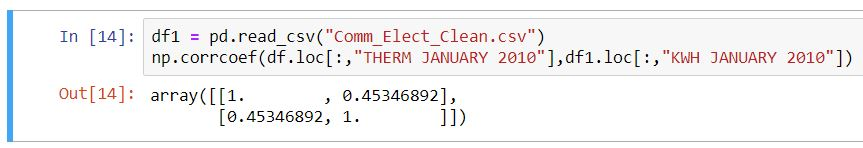 In [14]: df1 = pd.read_csv("Comm_Elect_Clean.csv")
np.corrcoef(df.loc[:,"THERM JANUARY 2010"],df1.loc[:,"KWH JANUARY 2010"])
Out[14]: array([[1.        , 0.45346892],
       [0.45346892, 1.        ]])